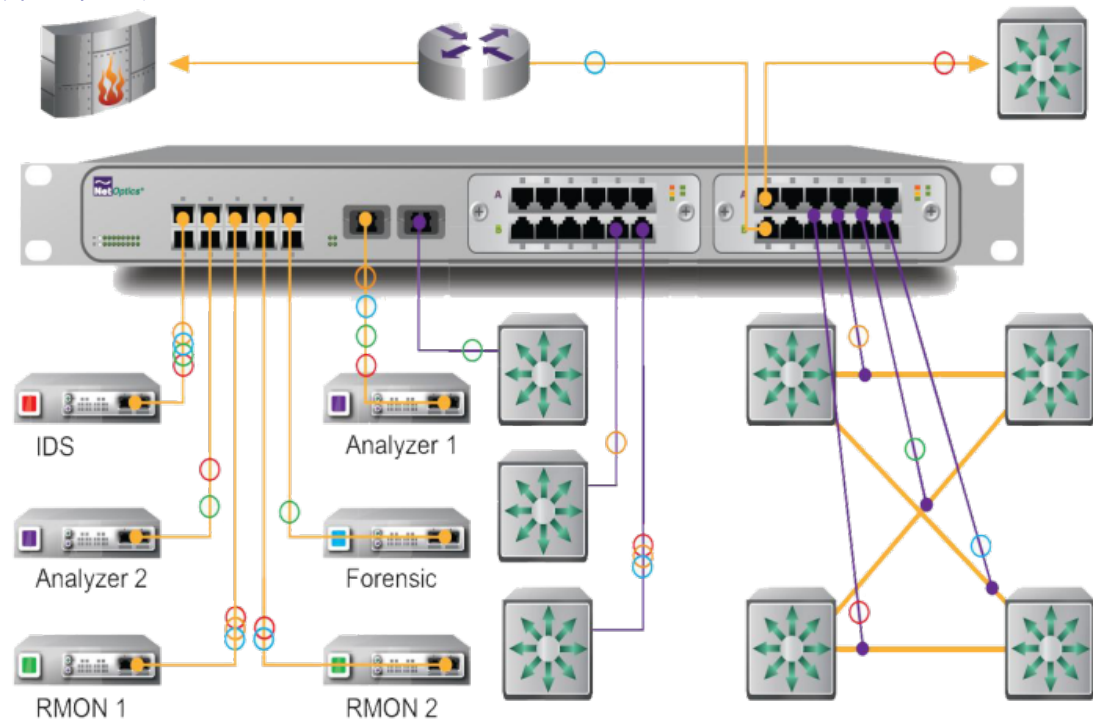 NetOptics®
A
B
A
IDS
Analyzer 1
Analyzer 2
Forensic
RMON 1
RMON 2